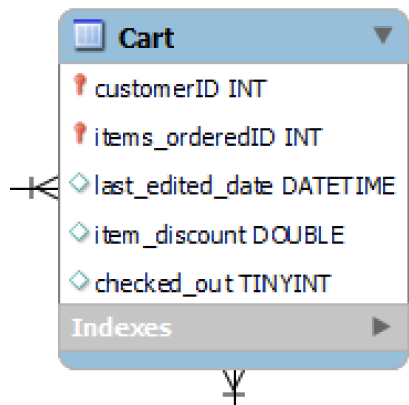 Cart
customerID INT
items_orderedID INT
last_edited_date DATETIME
item_discount DOUBLE
checked_out TINYINT
Indexes